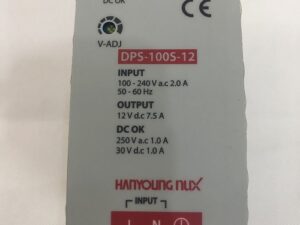 DC OK
CE
V-ADJ
DPS-100S-12
INPUT
100 - 240 V a.c 2.0 A
50 - 60 Hz
OUTPUT
12 V d.c 7.5 A
DC OK
250 V a.c 1.0 A
30 V d.c 1.0 A
HANYOUNG NUX
INPUT
L N